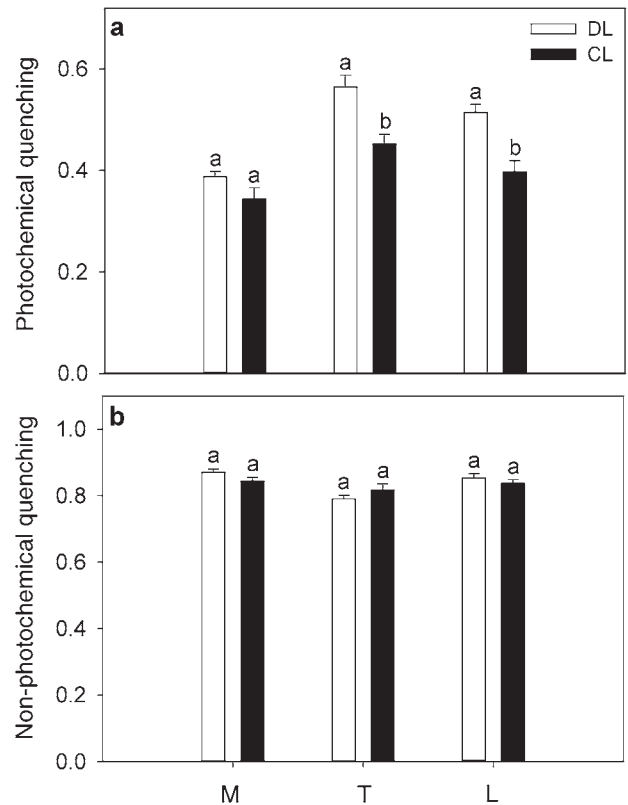 a
DL
CL
Photochemical quenching
0.6
0.4
0.2
0.0
a a
a b
a b
b
Non-photochemical quenching
1.0
0.8
0.6
0.4
0.2
0.0
a a
a a
a a
M T L